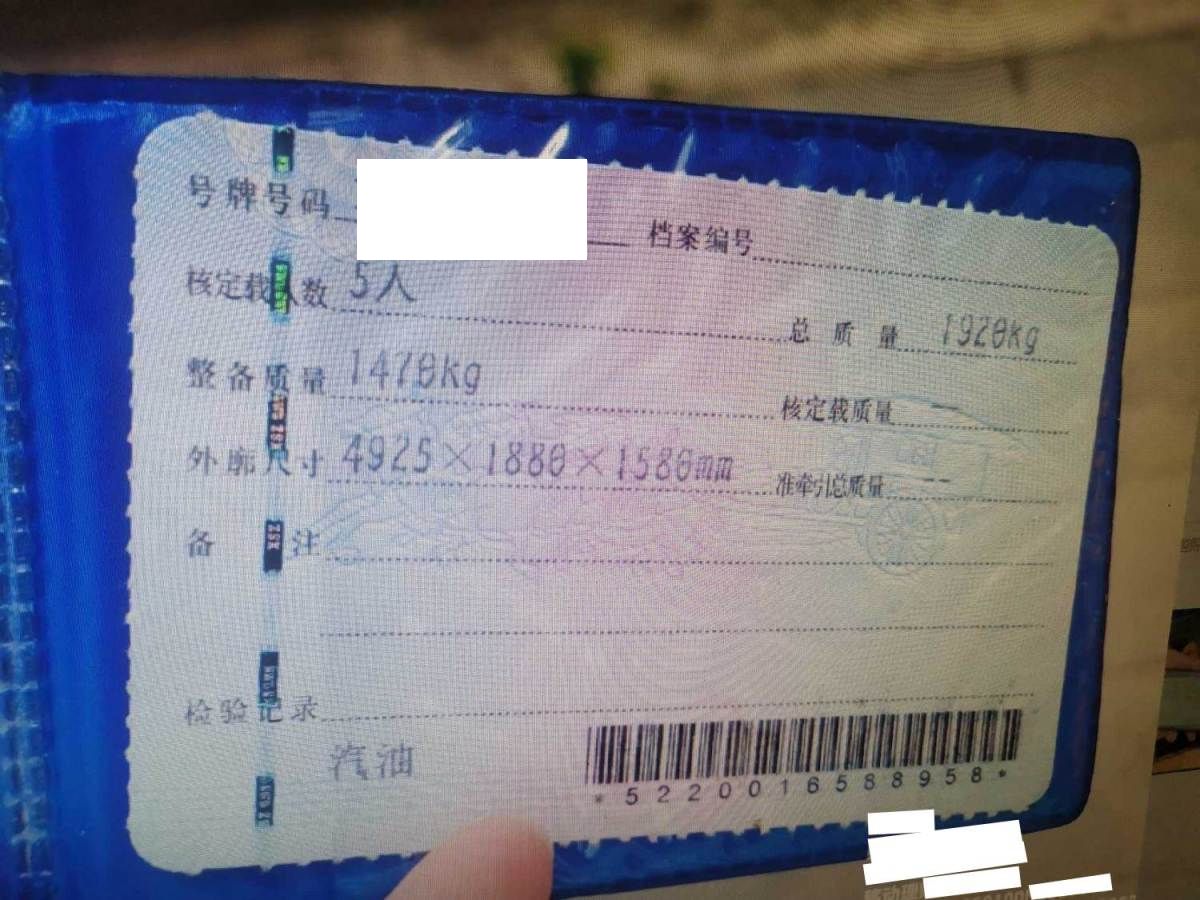 号牌号码 档案编号
核定载人数 5人 总质量 1920kg
整备质量 1470kg 核定载质量 --
外廓尺寸 4925×1880×1580mm 准牵引总质量 --
备注
检验记录
汽油
*5220016588958*